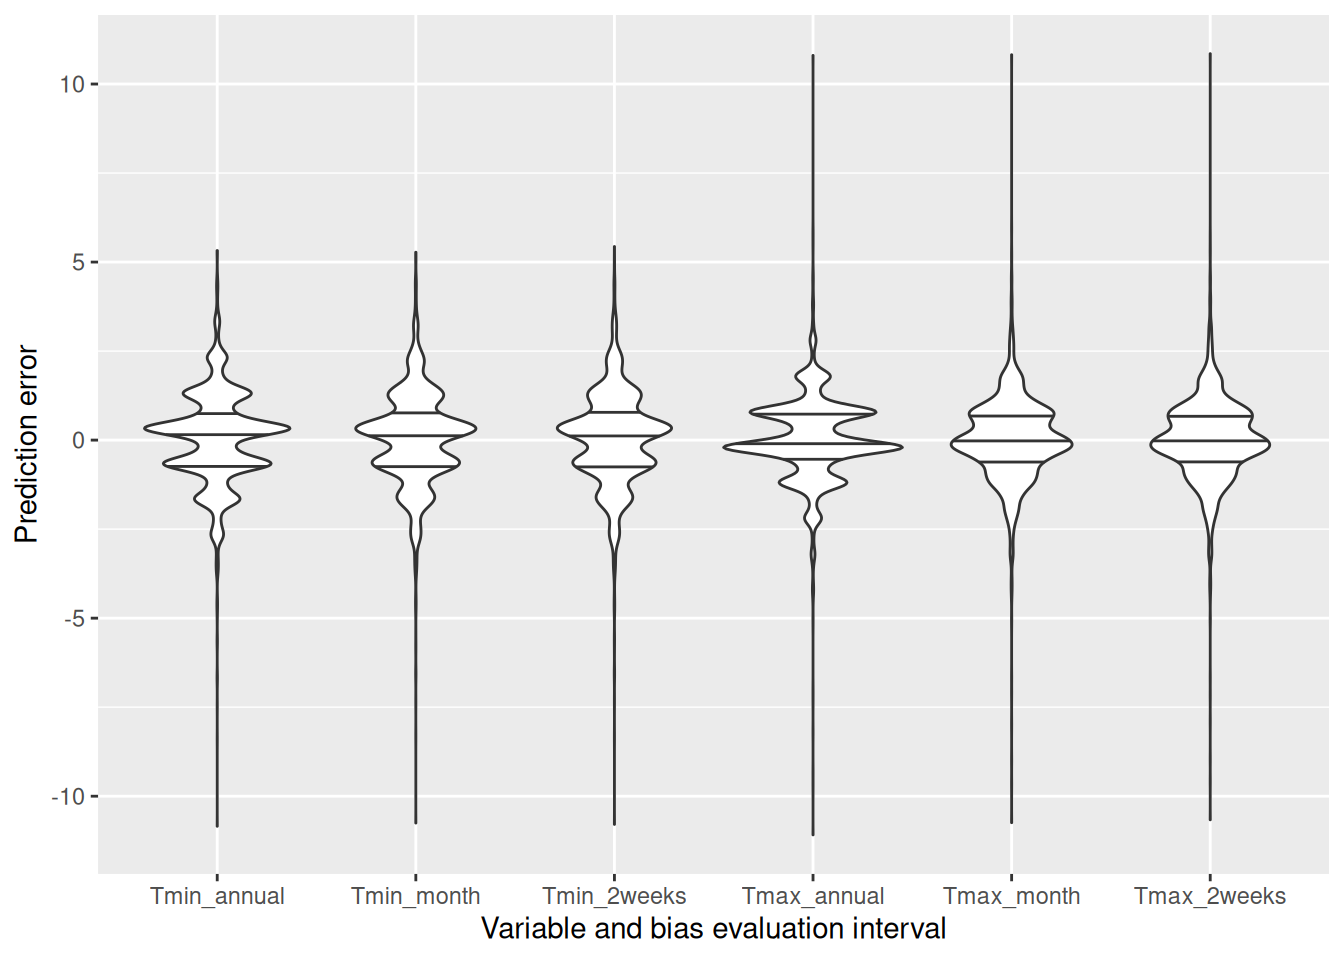 Prediction error
10
5
0
-5
-10
Tmin_annual Tmin_month Tmin_2weeks Tmax_annual Tmax_month Tmax_2weeks
Variable and bias evaluation interval